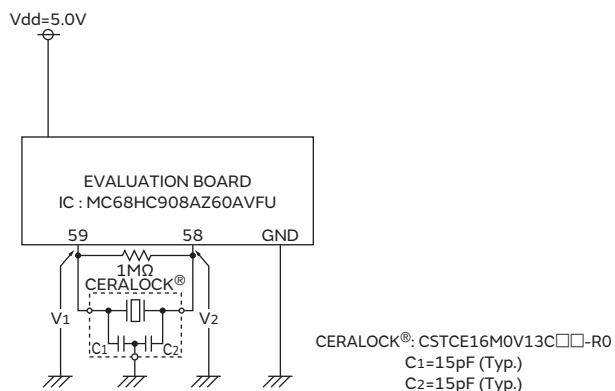 Vdd=5.0V
EVALUATION BOARD
IC : MC68HC908AZ60AVFU
59 58 GND
1MΩ
CERALOCK®
V1 V2
C1 C2
CERALOCK®: CSTCE16M0V13C□□-R0
C1=15pF (Typ.)
C2=15pF (Typ.)